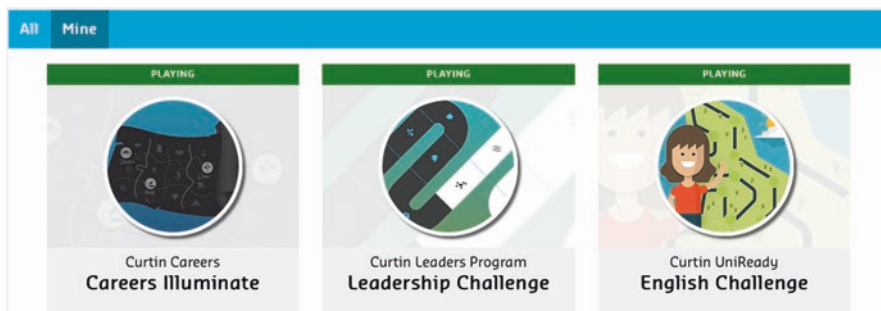 All Mine
PLAYING PLAYING PLAYING
Curtin Careers
Careers Illuminate
Curtin Leaders Program
Leadership Challenge
Curtin UniReady
English Challenge